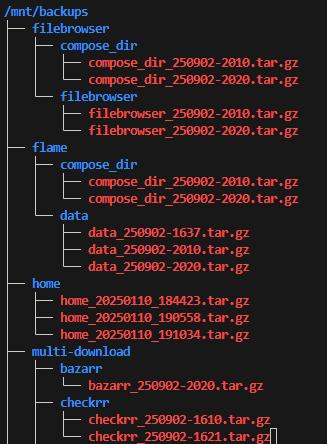 /mnt/backups
├── filebrowser
│   ├── compose_dir
│   │   ├── compose_dir_250902-2010.tar.gz
│   │   └── compose_dir_250902-2020.tar.gz
│   └── filebrowser
│       ├── filebrowser_250902-2010.tar.gz
│       └── filebrowser_250902-2020.tar.gz
├── flame
│   ├── compose_dir
│   │   ├── compose_dir_250902-2010.tar.gz
│   │   └── compose_dir_250902-2020.tar.gz
│   └── data
│       ├── data_250902-1637.tar.gz
│       ├── data_250902-2010.tar.gz
│       └── data_250902-2020.tar.gz
├── home
│   ├── home_20250110_184423.tar.gz
│   ├── home_20250110_190558.tar.gz
│   └── home_20250110_191034.tar.gz
├── multi-download
│   ├── bazarr
│   │   └── bazarr_250902-2020.tar.gz
│   ├── checkrr
│   │   ├── checkrr_250902-1610.tar.gz
│   │   ├── checkrr_250902-1621.tar.gz